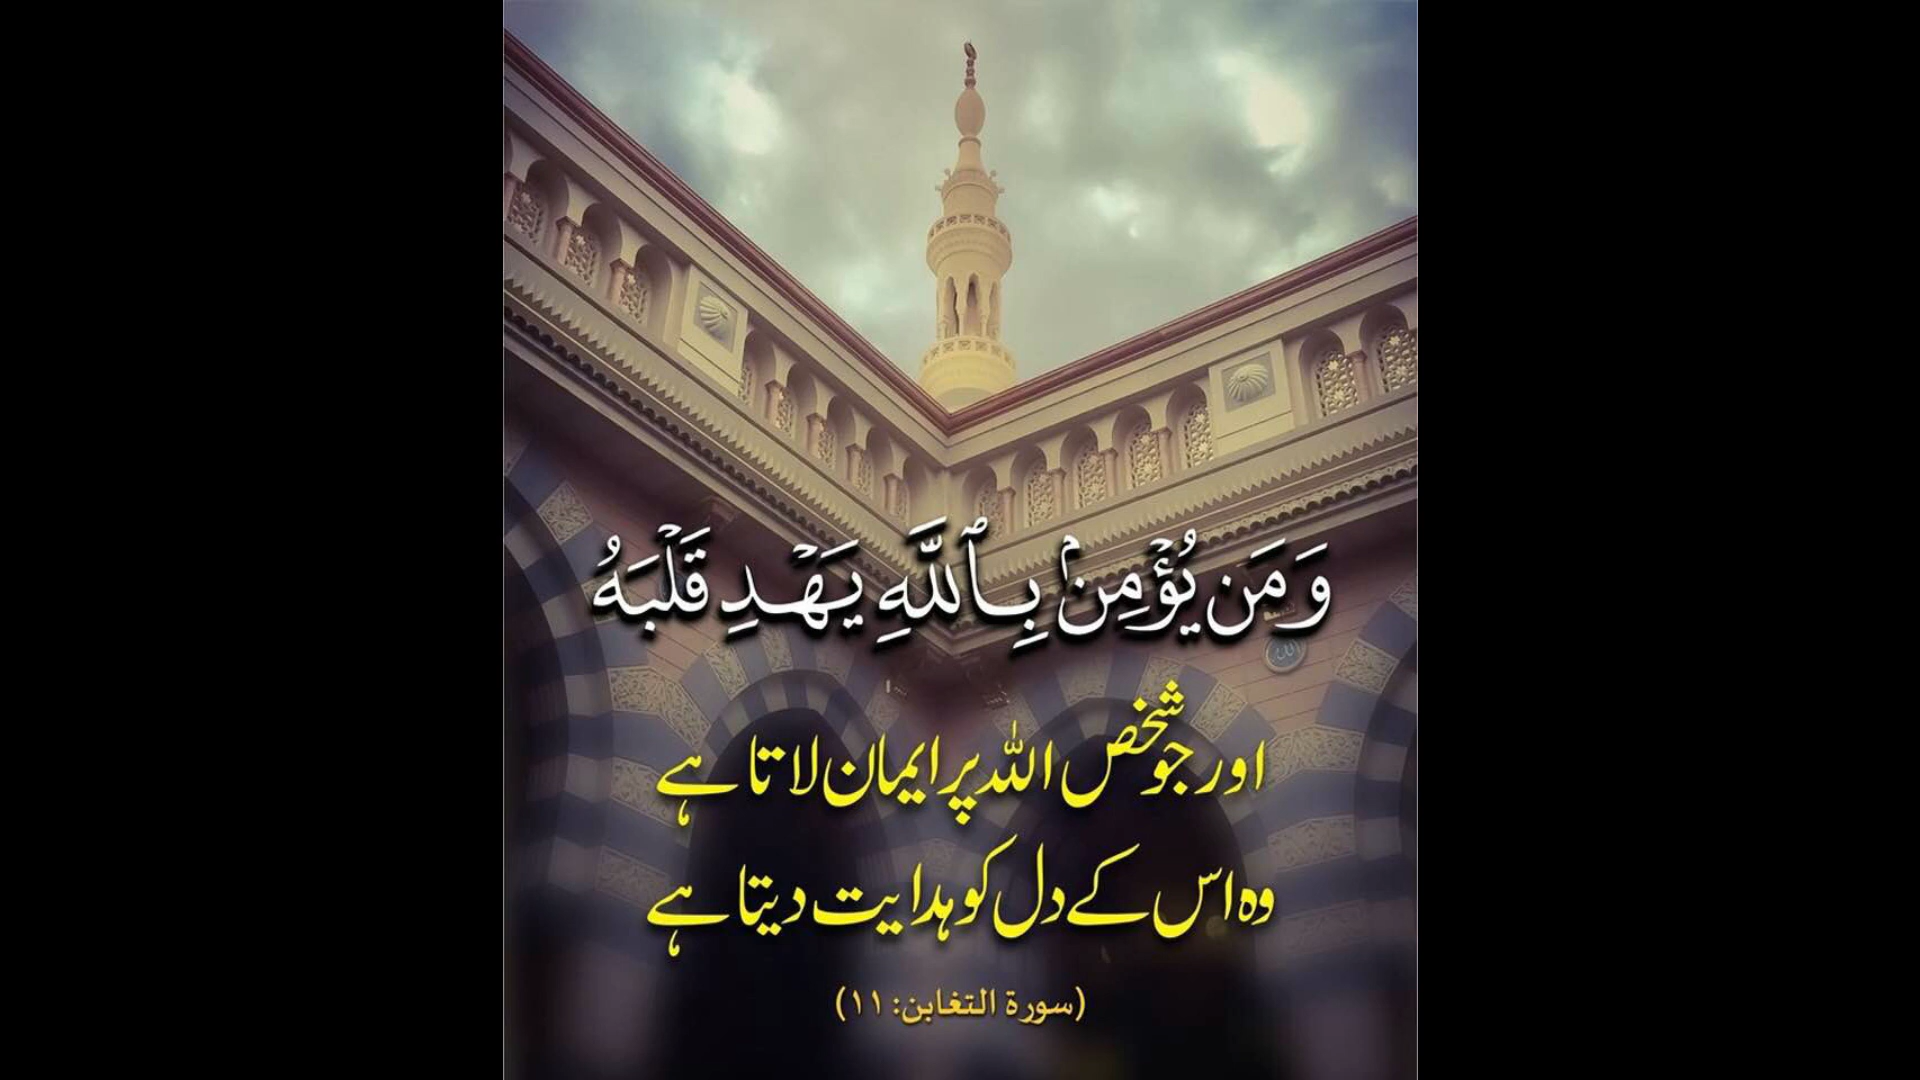 وَمَن يُؤْمِنۢ بِٱللَّهِ يَهْدِ قَلْبَهُ
اور جو شخص اللہ پر ایمان لاتا ہے
وہ اس کے دل کو ہدایت دیتا ہے
(سورة التغابن: ١١)